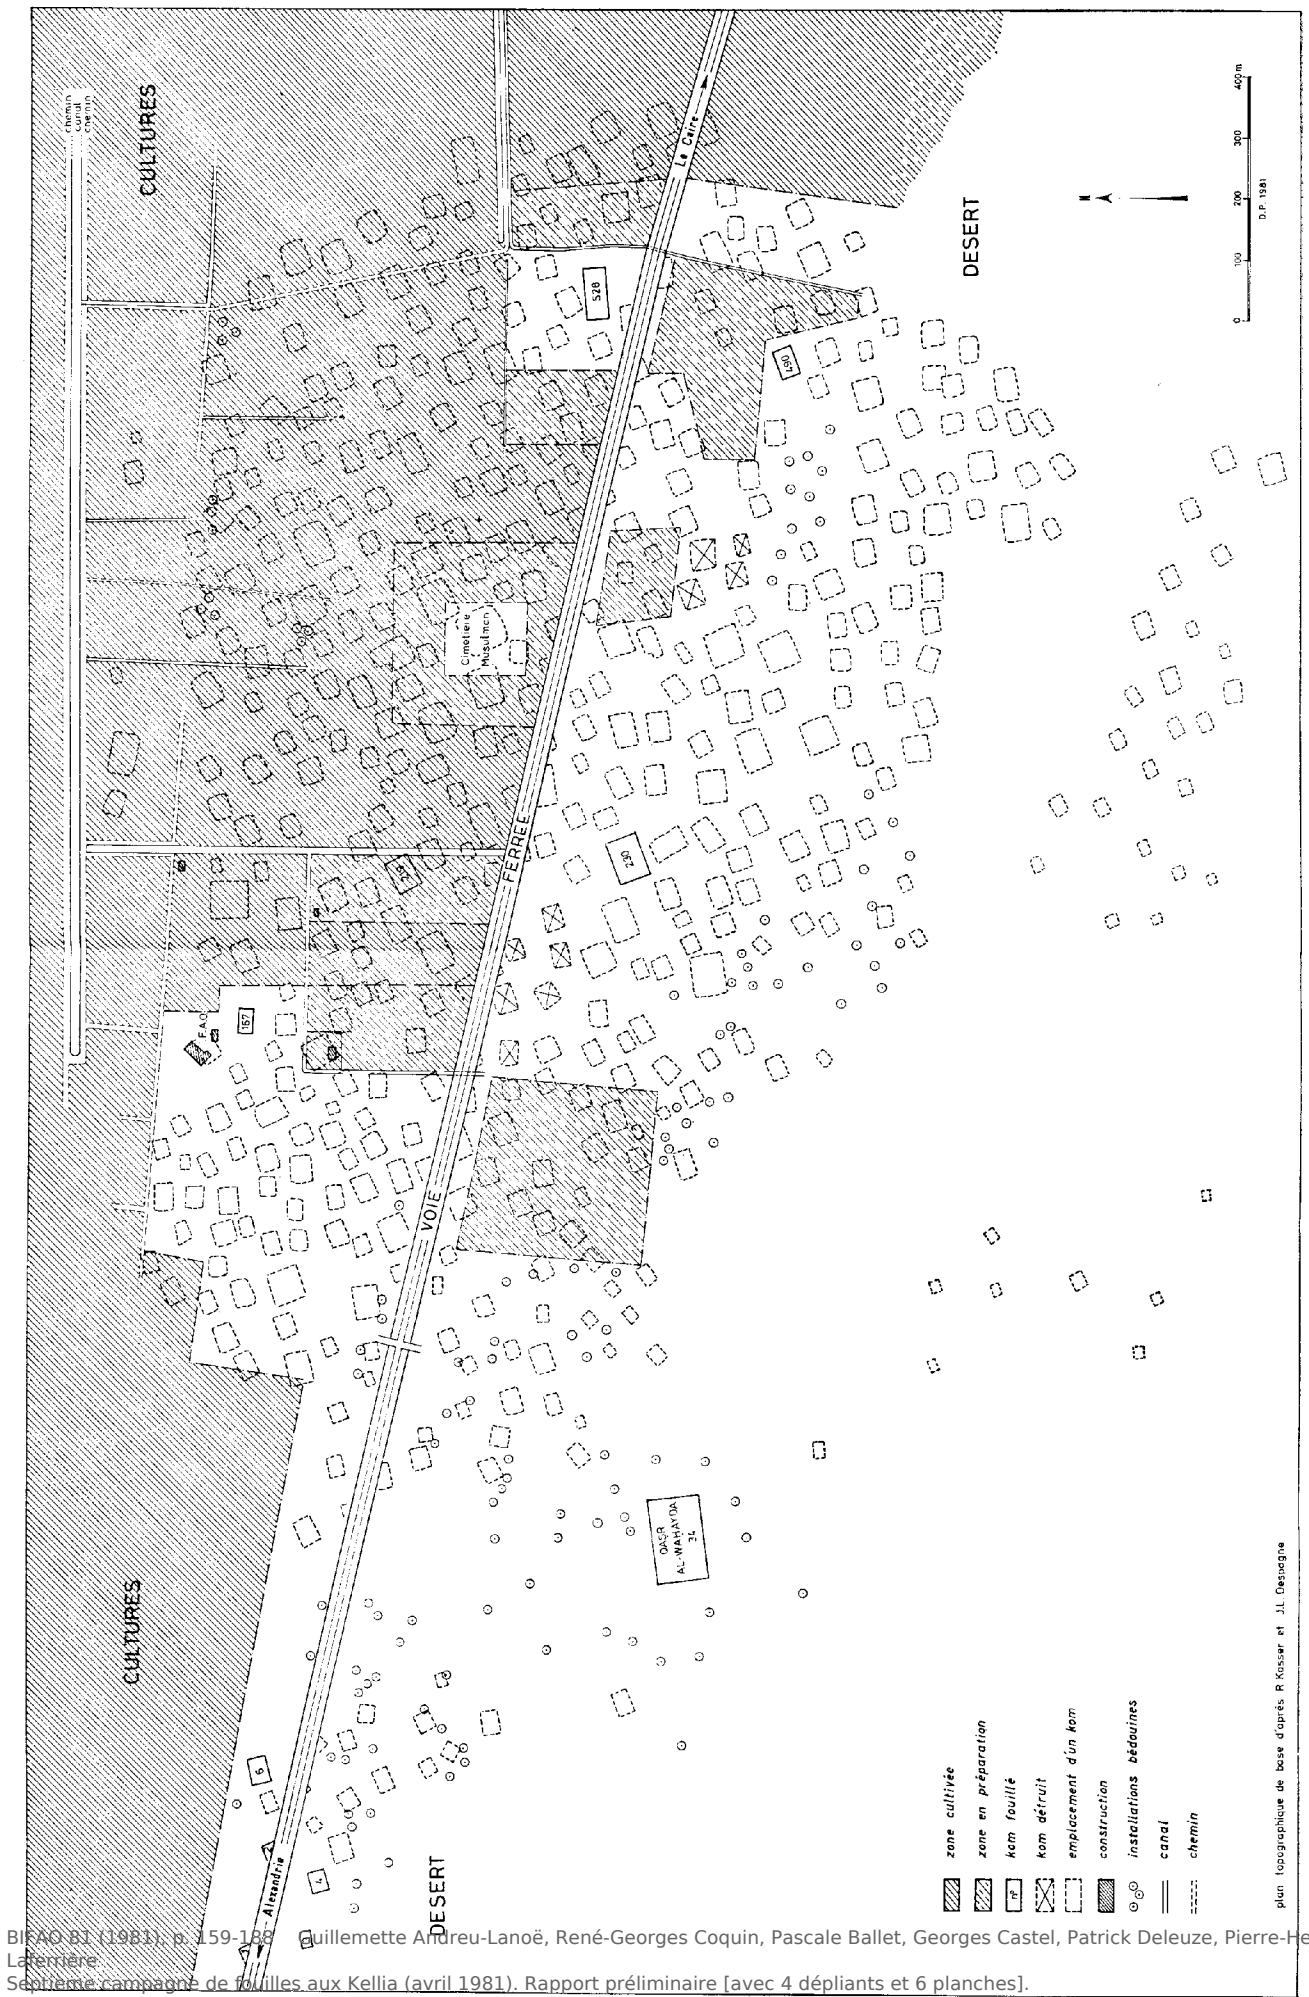 chemin
canal
chemin
CULTURES
Le Caire
DESERT
0 100 200 300 400 m
D.P. 1981
N
528
490
Cimetière
Musulman
FERRÉE
290
F.A.O.
167
VOIE
QASR
AL-WAHAYDA
34
CULTURES
6
Alexandrie
4
DESERT
zone cultivée
zone en préparation
n° kom fouillé
kom détruit
emplacement d'un kom
construction
installations bédouines
canal
chemin
plan topographique de base d'après R Kasser et J.L. Despagne
BIFAO 81 (1981), p. 159-188 Guillemette Andreu-Lanoë, René-Georges Coquin, Pascale Ballet, Georges Castel, Patrick Deleuze, Pierre-He
Laferrière
Septième campagne de fouilles aux Kellia (avril 1981). Rapport préliminaire [avec 4 dépliants et 6 planches].